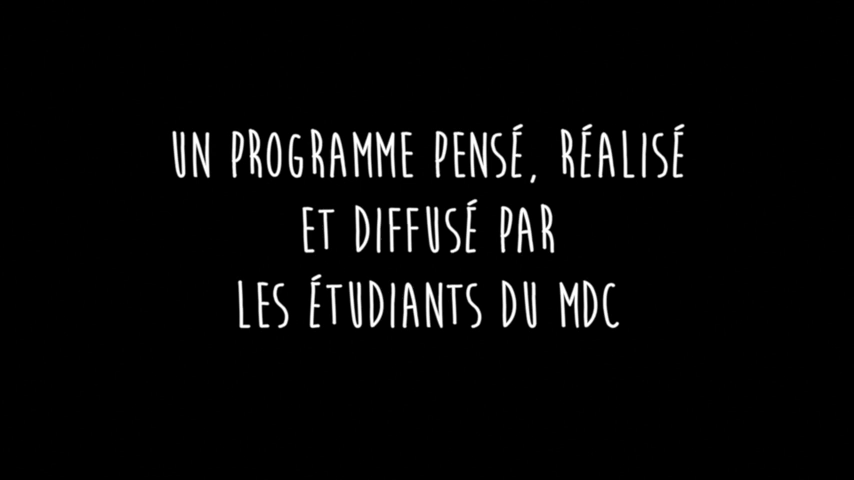 UN PROGRAMME PENSÉ, RÉALISÉ
ET DIFFUSÉ PAR
LES ÉTUDIANTS DU MDC